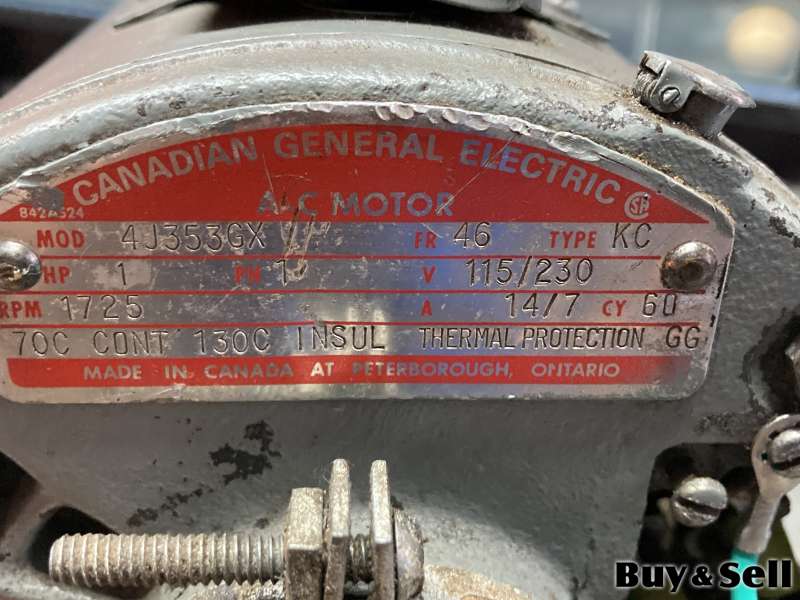 CANADIAN GENERAL ELECTRIC
842A524 A-C MOTOR
MOD 4J353GX FR 46 TYPE KC
HP 1 PH 1 V 115/230
RPM 1725 A 14/7 CY 60
70C CONT 130C INSUL THERMAL PROTECTION GG
MADE IN CANADA AT PETERBOROUGH, ONTARIO
Buy&Sell